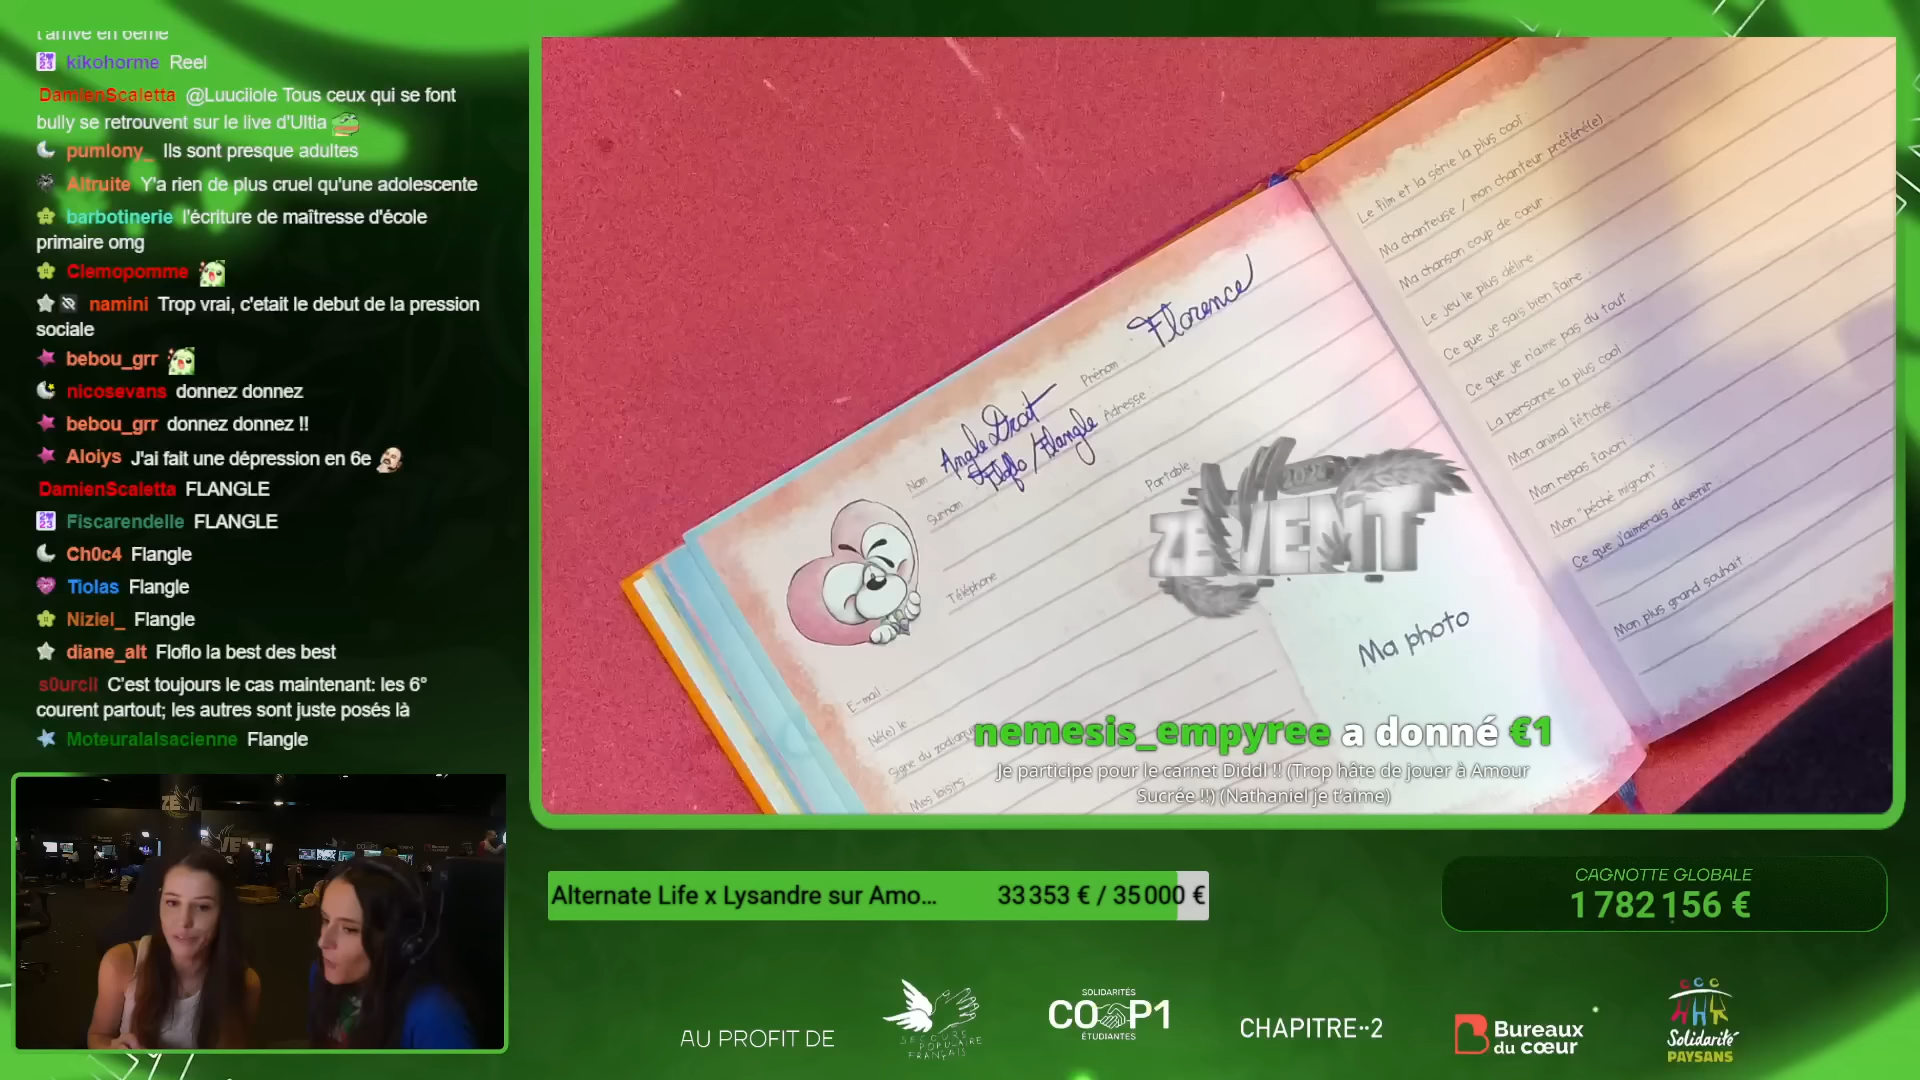 t'arrive en 6eme
kikohorme Reel
DamienScaletta @Luuciiole Tous ceux qui se font
bully se retrouvent sur le live d'Ultia
pumlony_ Ils sont presque adultes
Altruite Y'a rien de plus cruel qu'une adolescente
barbotinerie l'écriture de maîtresse d'école
primaire omg
Clemopomme
namini Trop vrai, c'etait le debut de la pression
sociale
bebou_grr
nicosevans donnez donnez
bebou_grr donnez donnez !!
Aloiys J'ai fait une dépression en 6e
DamienScaletta FLANGLE
Fiscarendelle FLANGLE
Ch0c4 Flangle
Tiolas Flangle
Niziel_ Flangle
diane_alt Floflo la best des best
s0urcil C'est toujours le cas maintenant: les 6°
courent partout; les autres sont juste posés là
Moteuralalsacienne Flangle
Nom Angle Droit
Prénom : Florence
Surnom Floflo / Flangle
Adresse :
Portable
Téléphone
E-mail :
Né(e) le
Signe du zodiaque
Mes loisirs
Ma photo
Le film et la série la plus cool :
Ma chanteuse / mon chanteur préféré(e)
Ma chanson coup de cœur :
Le jeu le plus délire :
Ce que je sais bien faire :
Ce que je n'aime pas du tout :
La personne la plus cool
Mon animal fétiche :
Mon repas favori :
Mon "péché mignon" :
Ce que j'aimerais devenir
Mon plus grand souhait :
ZEVENT
2025
nemesis_empyree a donné €1
Je participe pour le carnet Diddl !! (Trop hâte de jouer à Amour
Sucrée !!) (Nathaniel je t'aime)
Alternate Life x Lysandre sur Amo... 33 353 € / 35 000 €
CAGNOTTE GLOBALE
1 782 156 €
AU PROFIT DE
SECOURS
POPULAIRE
FRANÇAIS
SOLIDARITÉS
COP1
ÉTUDIANTES
CHAPITRE··2
Bureaux
du cœur
Solidarité
PAYSANS